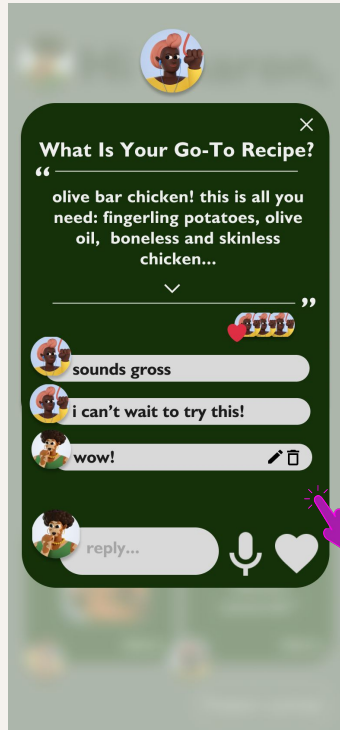 What Is Your Go-To Recipe?
“
olive bar chicken! this is all you
need: fingerling potatoes, olive
oil, boneless and skinless
chicken...
”
sounds gross
i can’t wait to try this!
wow!
reply...